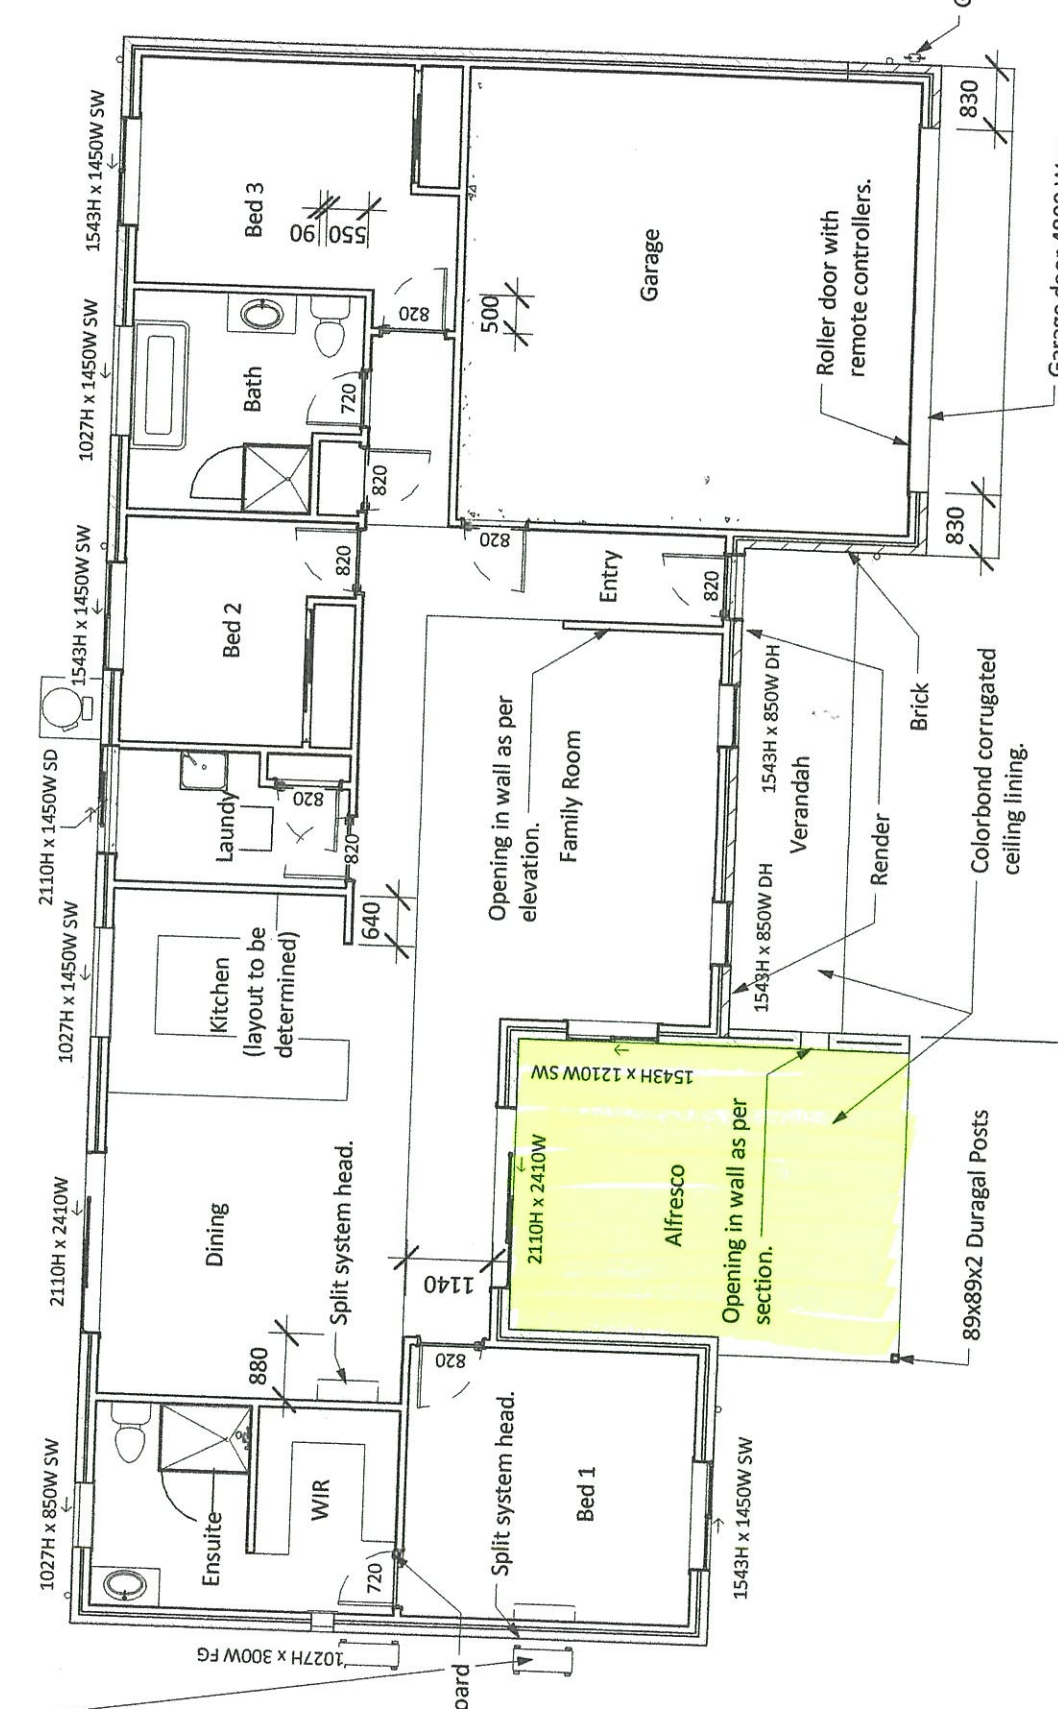 1027H x 850W SW
2110H x 2410W
1027H x 1450W SW
2110H x 1450W SD
1543H x 1450W SW
1027H x 1450W SW
1543H x 1450W SW
Ensuite
WIR
720
1027H x 300W FG
880
Dining
Split system head.
Kitchen
(layout to be
determined)
640
Laundy
820
820
Bed 2
820
Bath
720
820
Bed 3
90
550
820
500
820
1140
820
Split system head.
Bed 1
1543H x 1450W SW
oard
2110H x 2410W
1543H x 1210W SW
Alfresco
Opening in wall as per
section.
89x89x2 Duragal Posts
Opening in wall as per
elevation.
Family Room
Entry
820
1543H x 850W DH
1543H x 850W DH
Verandah
Render
Brick
Colorbond corrugated
ceiling lining.
Garage
Roller door with
remote controllers.
830
830
Garage door